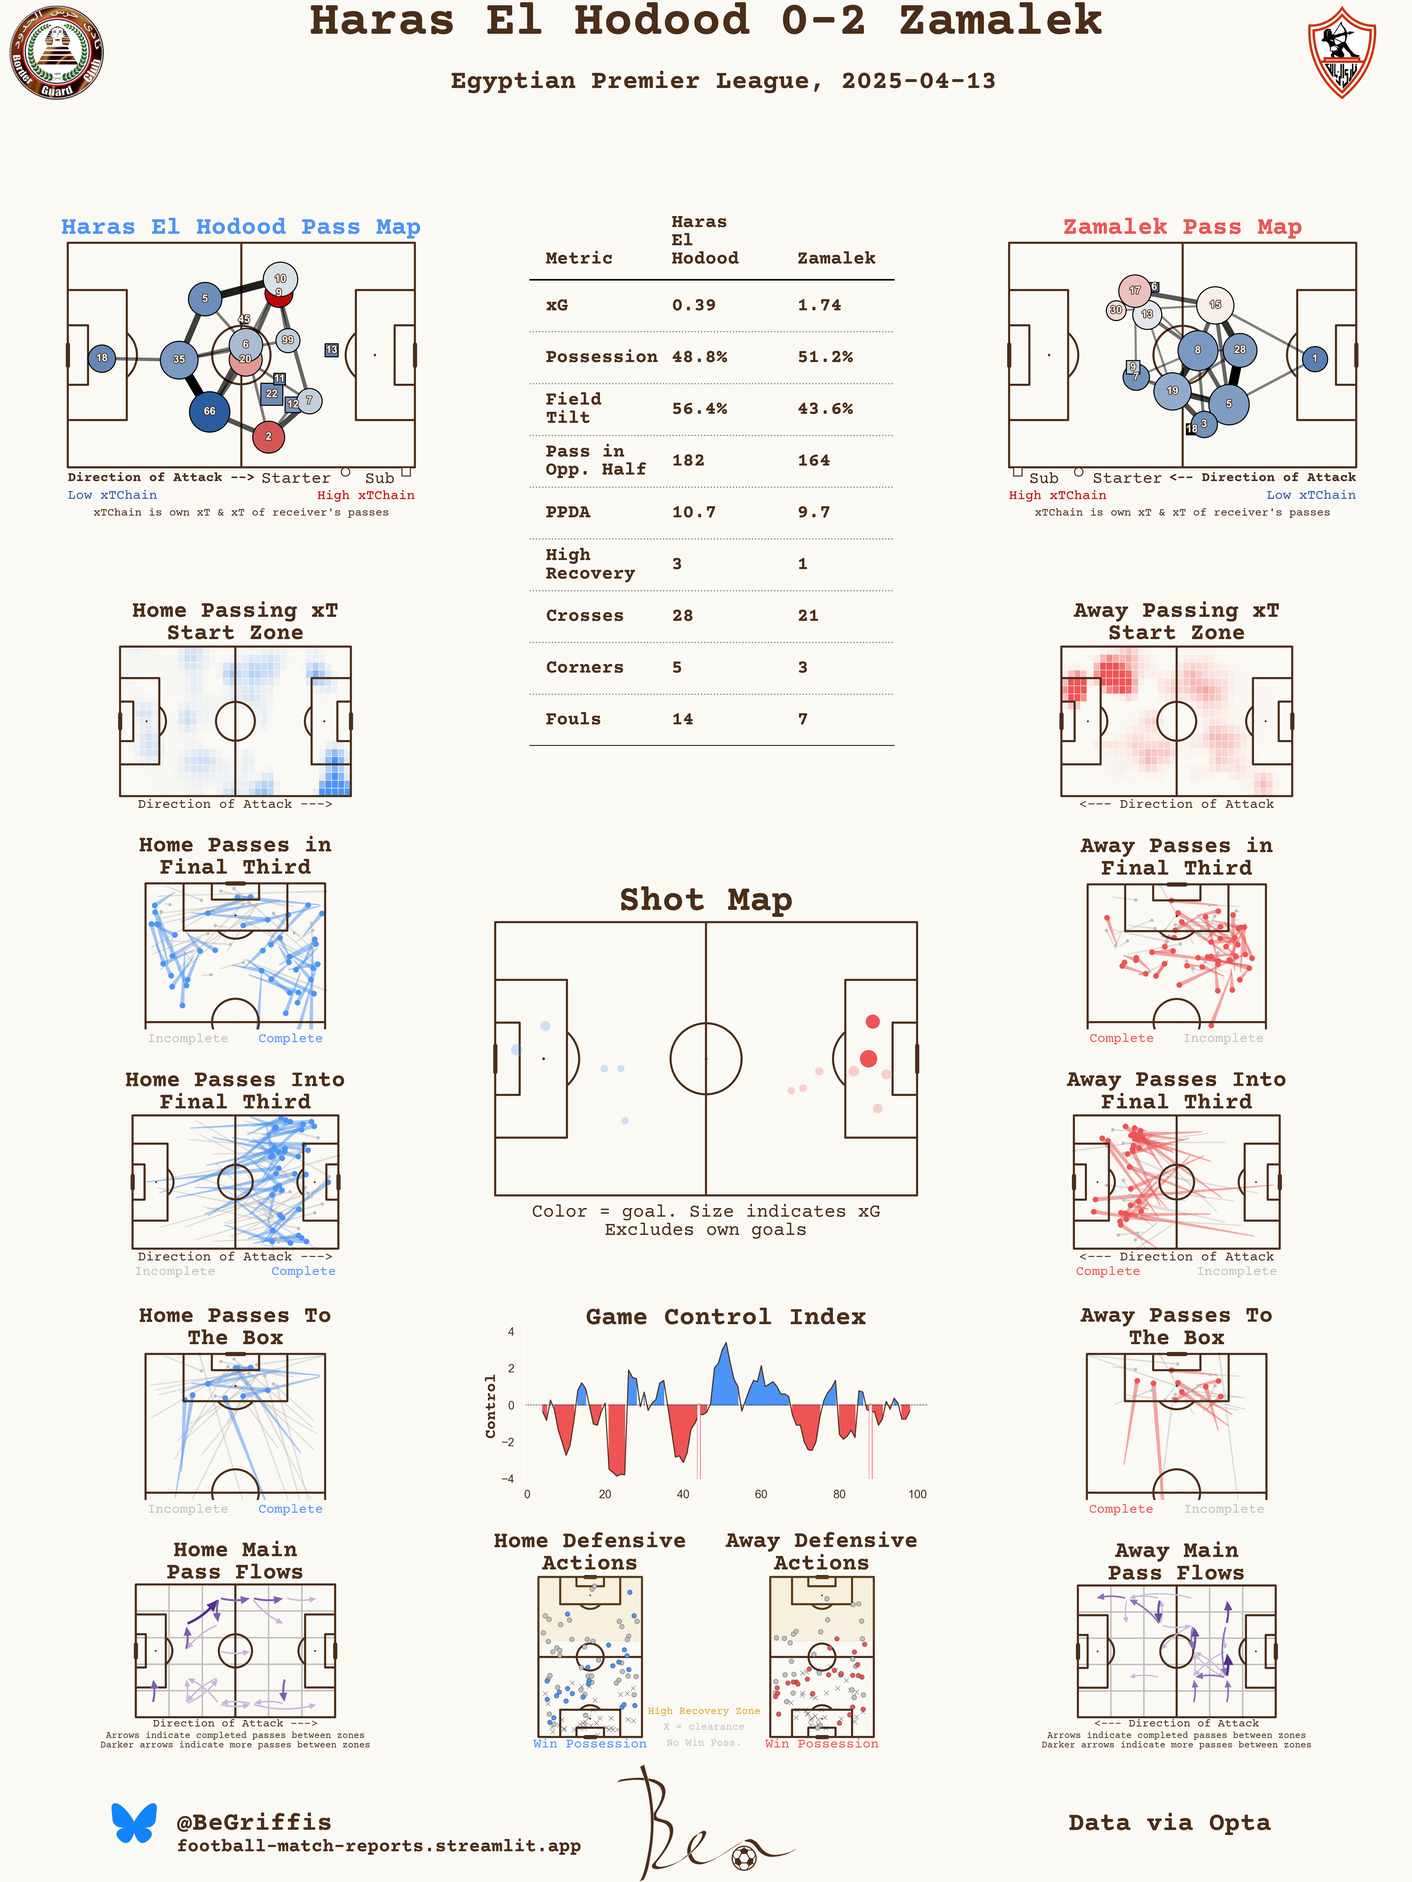 Haras El Hodood 0-2 Zamalek
Egyptian Premier League, 2025-04-13
نادي حرس الحدود
Border Guard Club
Haras El Hodood Pass Map
10
9
5
45
6
99
18
35
20
13
11
22
12
7
66
2
Direction of Attack --> Starter Sub
Low xTChain High xTChain
xTChain is own xT & xT of receiver's passes
Metric Haras El Hodood Zamalek
xG 0.39 1.74
Possession 48.8% 51.2%
Field Tilt 56.4% 43.6%
Pass in Opp. Half 182 164
PPDA 10.7 9.7
High Recovery 3 1
Crosses 28 21
Corners 5 3
Fouls 14 7
Zamalek Pass Map
17
6
30
13
15
8
28
1
9
7
19
5
3
18
Sub Starter <-- Direction of Attack
High xTChain Low xTChain
xTChain is own xT & xT of receiver's passes
Home Passing xT
Start Zone
Direction of Attack --->
Away Passing xT
Start Zone
<--- Direction of Attack
Home Passes in
Final Third
Incomplete Complete
Away Passes in
Final Third
Complete Incomplete
Shot Map
Color = goal. Size indicates xG
Excludes own goals
Home Passes Into
Final Third
Direction of Attack --->
Incomplete Complete
Away Passes Into
Final Third
<--- Direction of Attack
Complete Incomplete
Home Passes To
The Box
Incomplete Complete
Game Control Index
Control
4
2
0
−2
−4
0 20 40 60 80 100
Away Passes To
The Box
Complete Incomplete
Home Main
Pass Flows
Direction of Attack --->
Arrows indicate completed passes between zones
Darker arrows indicate more passes between zones
Home Defensive
Actions
Win Possession
High Recovery Zone
X = clearance
No Win Poss.
Away Defensive
Actions
Win Possession
Away Main
Pass Flows
<--- Direction of Attack
Arrows indicate completed passes between zones
Darker arrows indicate more passes between zones
@BeGriffis
football-match-reports.streamlit.app
Ben
Data via Opta